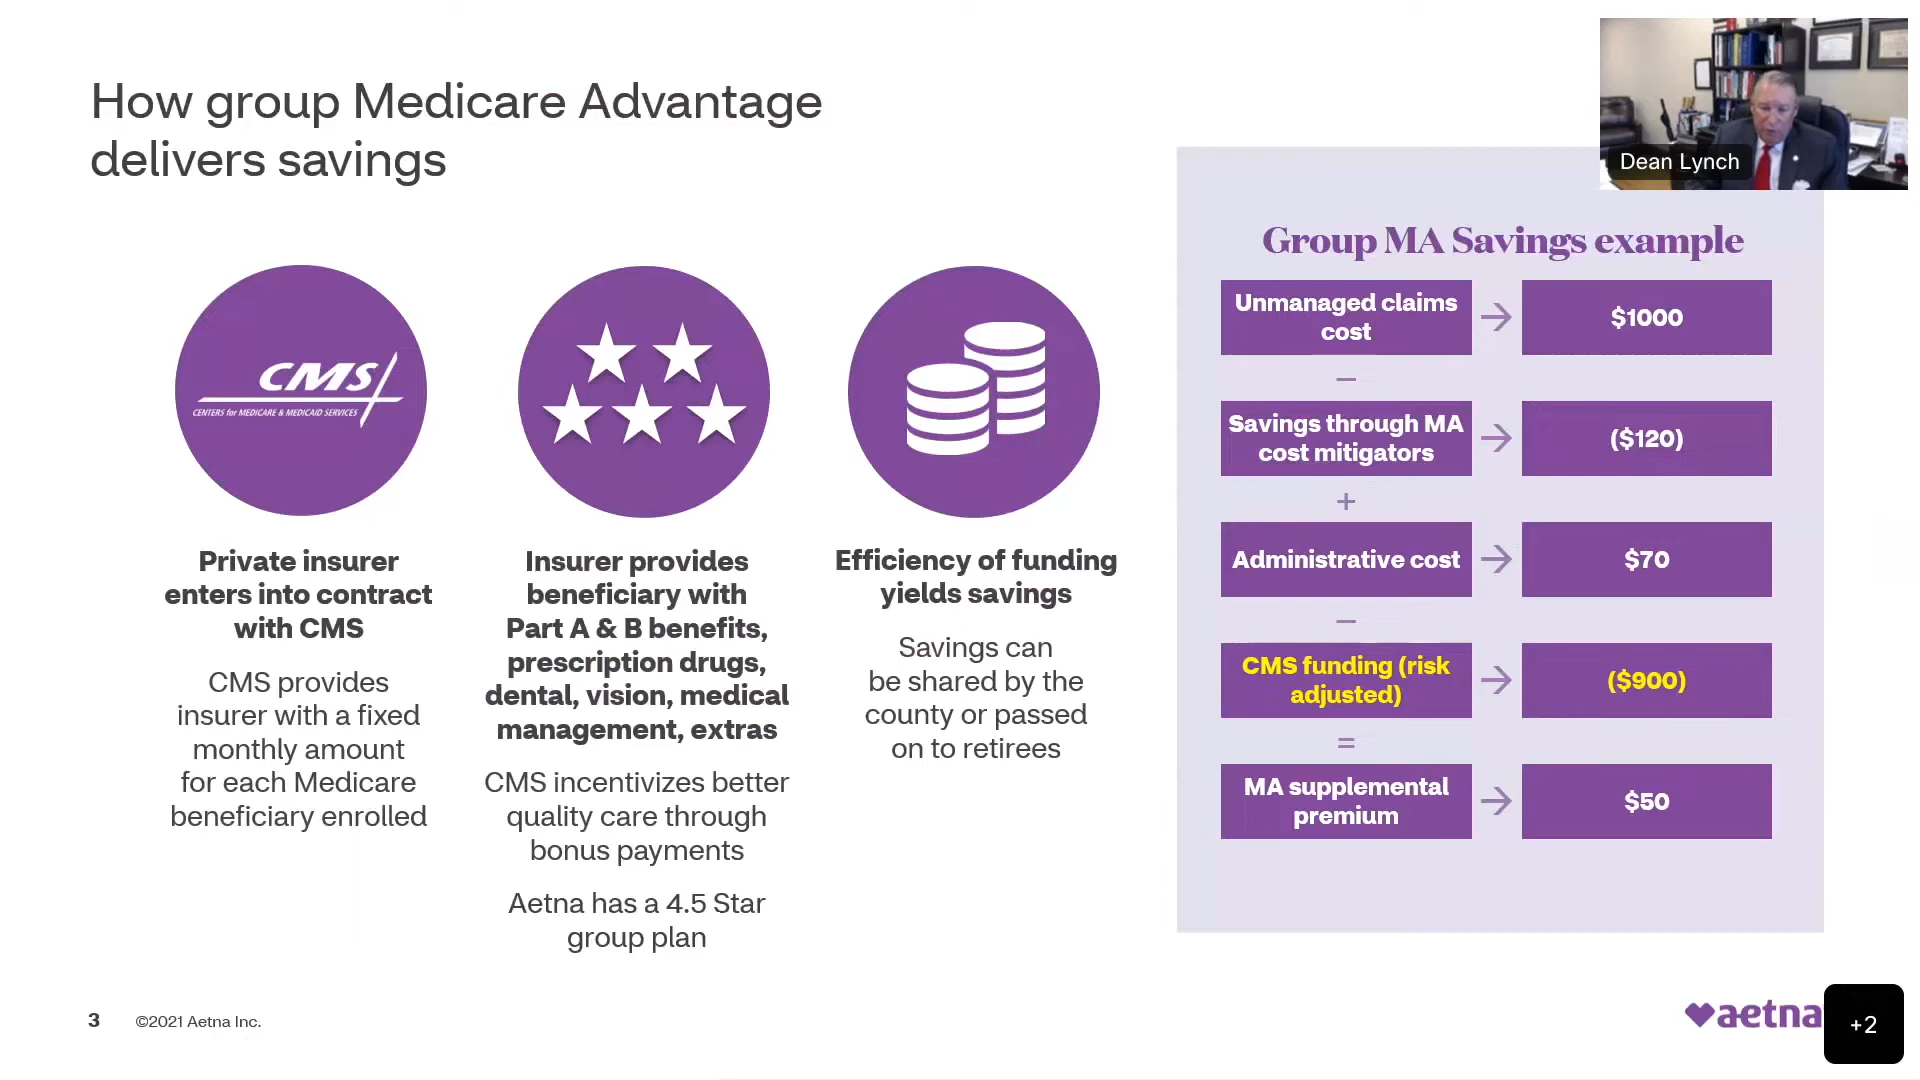 How group Medicare Advantage
delivers savings
Dean Lynch
CMS
CENTERS for MEDICARE & MEDICAID SERVICES
Private insurer
enters into contract
with CMS
CMS provides
insurer with a fixed
monthly amount
for each Medicare
beneficiary enrolled
Insurer provides
beneficiary with
Part A & B benefits,
prescription drugs,
dental, vision, medical
management, extras
CMS incentivizes better
quality care through
bonus payments
Aetna has a 4.5 Star
group plan
Efficiency of funding
yields savings
Savings can
be shared by the
county or passed
on to retirees
Group MA Savings example
Unmanaged claims
cost
→ $1000
−
Savings through MA
cost mitigators
→ ($120)
+
Administrative cost → $70
−
CMS funding (risk
adjusted)
→ ($900)
=
MA supplemental
premium
→ $50
3 ©2021 Aetna Inc.
aetna
+2